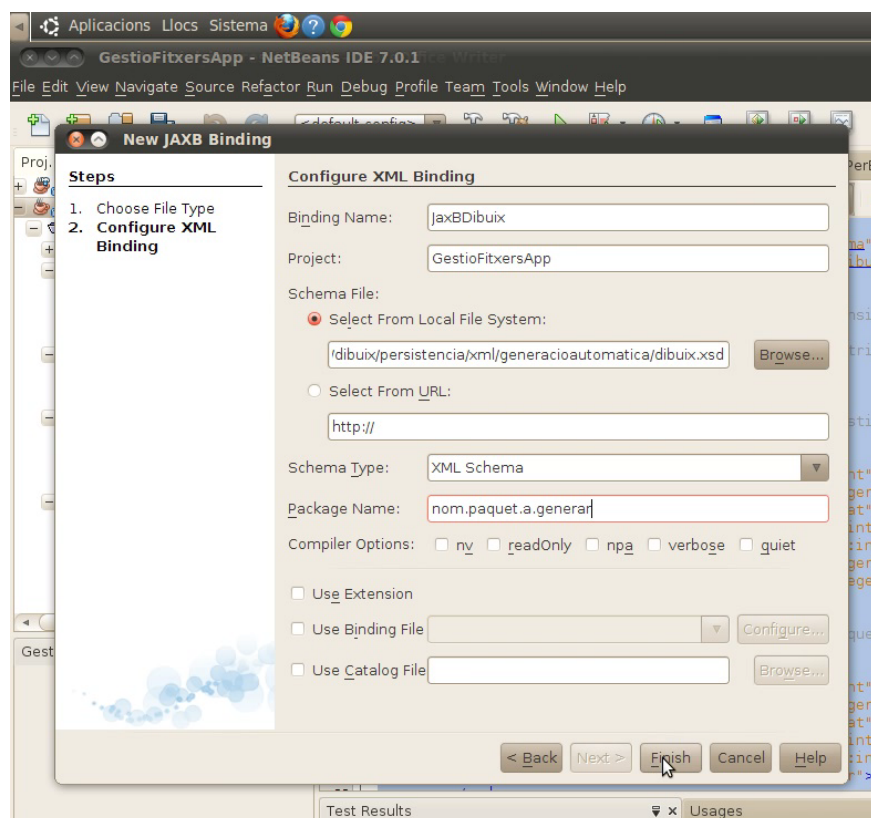 Aplicacions Llocs Sistema
GestioFitxersApp - NetBeans IDE 7.0.1
File Edit View Navigate Source Refactor Run Debug Profile Team Tools Window Help
<default config>
New JAXB Binding
Proj.
Steps
1. Choose File Type
2. Configure XML
Binding
Configure XML Binding
Binding Name: JaxBDibuix
Project: GestioFitxersApp
Schema File:
Select From Local File System:
/dibuix/persistencia/xml/generacioautomatica/dibuix.xsd Browse...
Select From URL:
http://
Schema Type: XML Schema
Package Name: nom.paquet.a.generar
Compiler Options: nv readOnly npa verbose quiet
Use Extension
Use Binding File Configure...
Use Catalog File Browse...
Gest
< Back Next > Finish Cancel Help
Test Results Usages